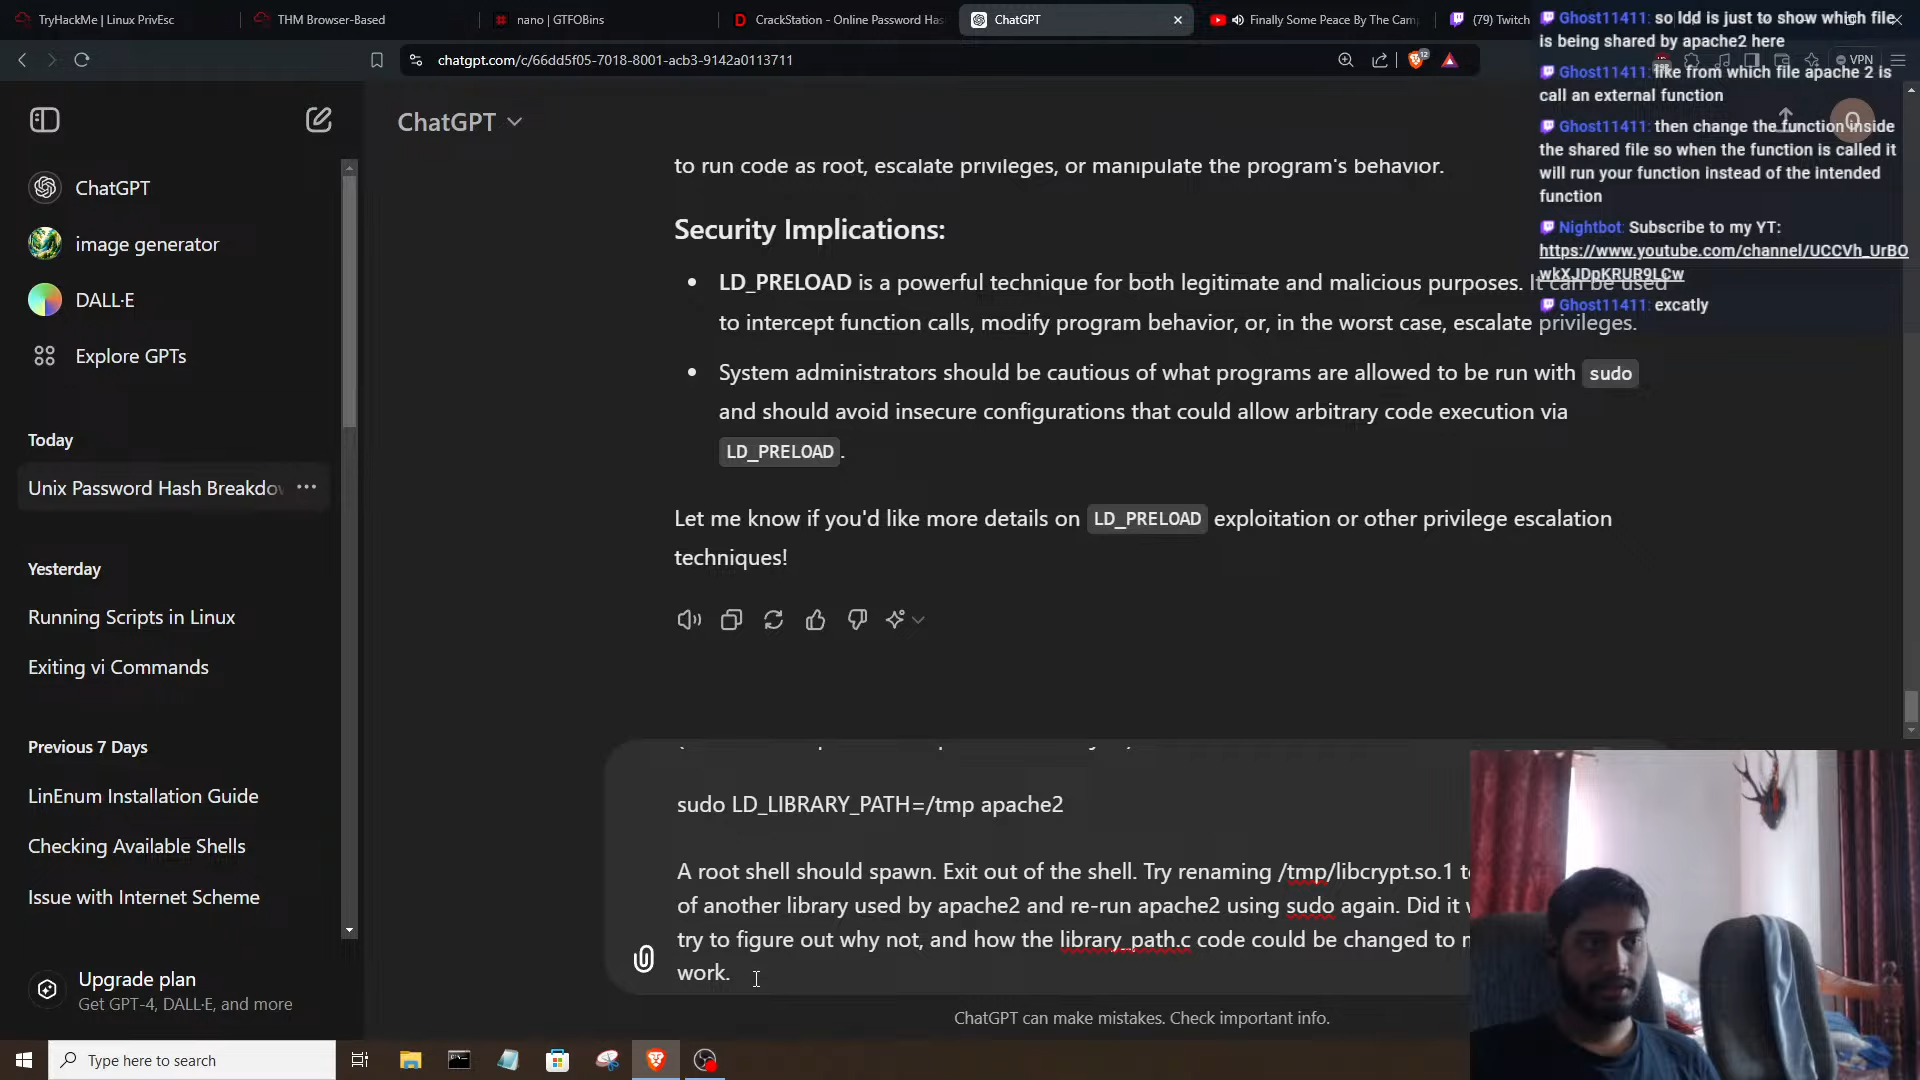 TryHackMe | Linux PrivEsc
THM Browser-Based
nano | GTFOBins
CrackStation - Online Password Has
ChatGPT
Finally Some Peace By The Cam
(79) Twitch
chatgpt.com/c/66dd5f05-7018-8001-acb3-9142a0113711
12
VPN
Ghost11411: so ldd is just to show which file
is being shared by apache2 here
Ghost11411: like from which file apache 2 is
call an external function
Ghost11411: then change the function inside
the shared file so when the function is called it
will run your function instead of the intended
function
Nightbot: Subscribe to my YT:
https://www.youtube.com/channel/UCCVh_UrBO
wkXJDpKRUR9LCw
Ghost11411: excatly
ChatGPT
image generator
DALL·E
Explore GPTs
Today
Unix Password Hash Breakdow
Yesterday
Running Scripts in Linux
Exiting vi Commands
Previous 7 Days
LinEnum Installation Guide
Checking Available Shells
Issue with Internet Scheme
Upgrade plan
Get GPT-4, DALL·E, and more
ChatGPT
to run code as root, escalate privileges, or manipulate the program's behavior.
Security Implications:
LD_PRELOAD is a powerful technique for both legitimate and malicious purposes. It can be used
to intercept function calls, modify program behavior, or, in the worst case, escalate privileges.
System administrators should be cautious of what programs are allowed to be run with sudo
and should avoid insecure configurations that could allow arbitrary code execution via
LD_PRELOAD.
Let me know if you'd like more details on LD_PRELOAD exploitation or other privilege escalation
techniques!
sudo LD_LIBRARY_PATH=/tmp apache2
A root shell should spawn. Exit out of the shell. Try renaming /tmp/libcrypt.so.1 t
of another library used by apache2 and re-run apache2 using sudo again. Did it
try to figure out why not, and how the library_path.c code could be changed to
work.
ChatGPT can make mistakes. Check important info.
Type here to search